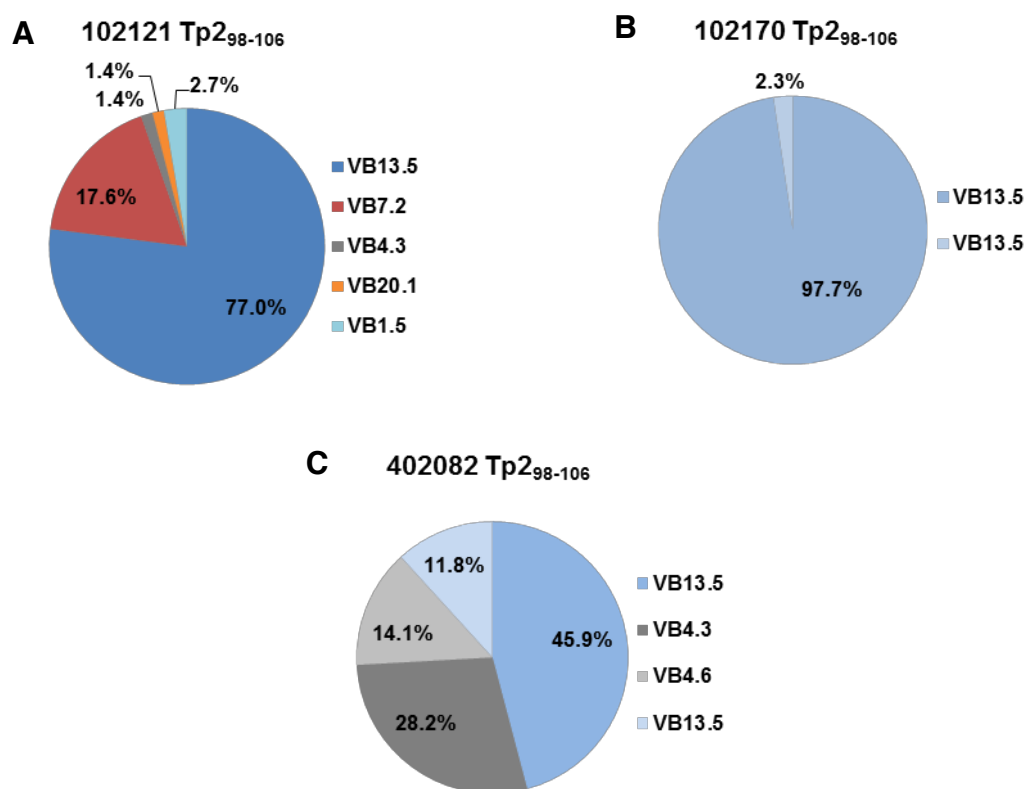 A
102121 Tp2₉₈₋₁₀₆
1.4%
1.4%
2.7%
17.6%
77.0%
VB13.5
VB7.2
VB4.3
VB20.1
VB1.5
B
102170 Tp2₉₈₋₁₀₆
2.3%
97.7%
VB13.5
VB13.5
C
402082 Tp2₉₈₋₁₀₆
11.8%
14.1%
45.9%
28.2%
VB13.5
VB4.3
VB4.6
VB13.5